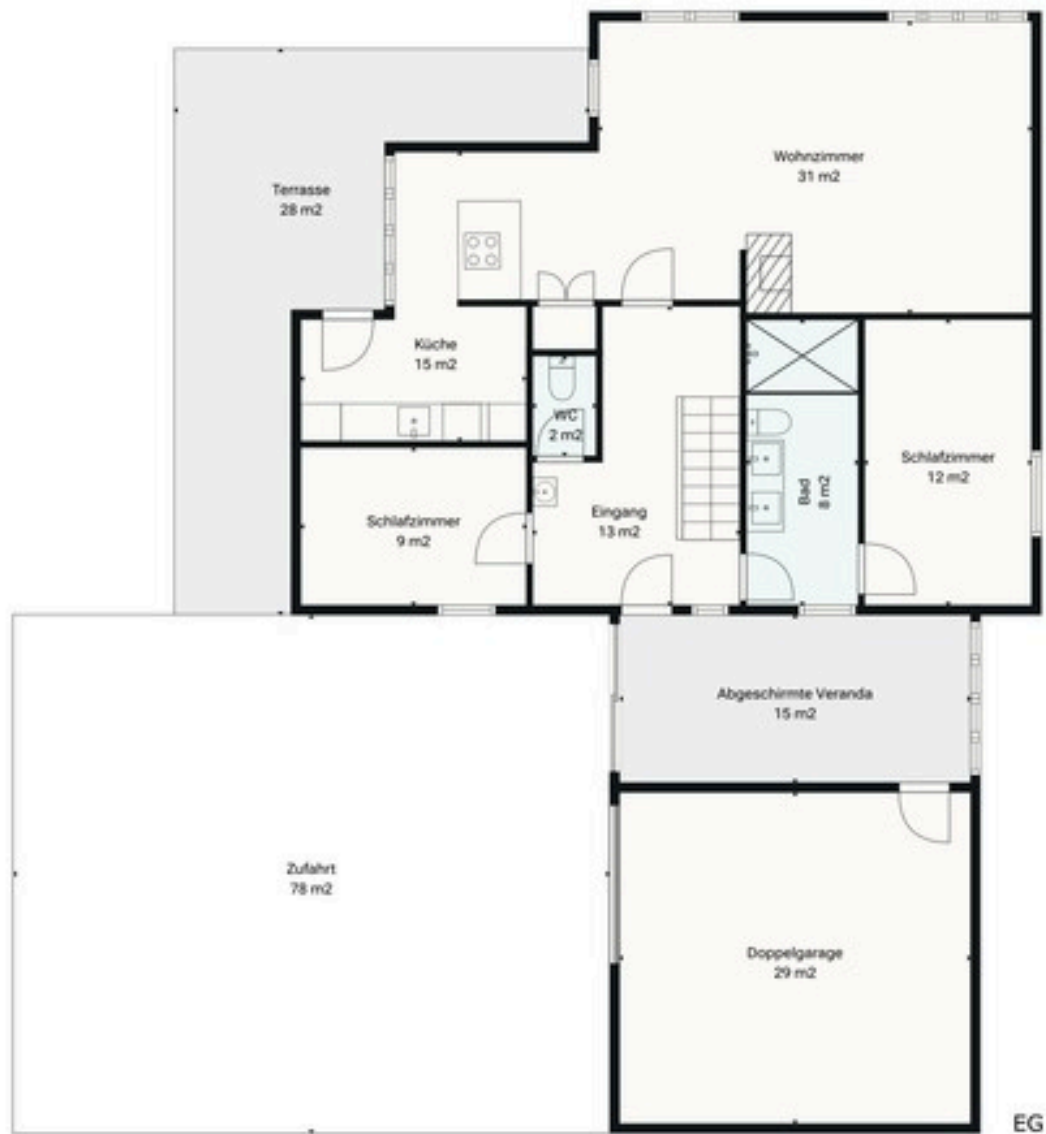 Wohnzimmer
31 m2
Terrasse
28 m2
Küche
15 m2
WC
2 m2
Schlafzimmer
12 m2
Bad
8 m2
Eingang
13 m2
Schlafzimmer
9 m2
Abgeschirmte Veranda
15 m2
Zufahrt
78 m2
Doppelgarage
29 m2
EG